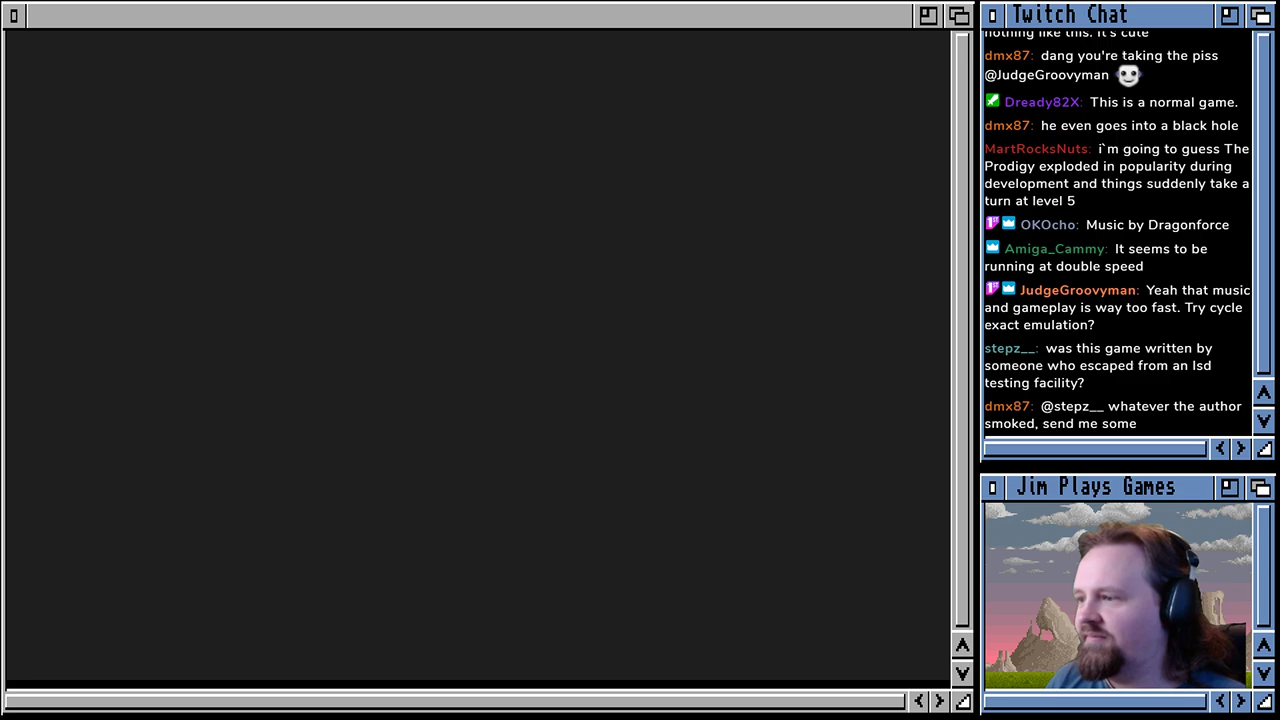 Twitch Chat
nothing like this. It's cute
dmx87: dang you're taking the piss
@JudgeGroovyman
Dready82X: This is a normal game.
dmx87: he even goes into a black hole
MartRocksNuts: i`m going to guess The
Prodigy exploded in popularity during
development and things suddenly take a
turn at level 5
OKOcho: Music by Dragonforce
Amiga_Cammy: It seems to be
running at double speed
JudgeGroovyman: Yeah that music
and gameplay is way too fast. Try cycle
exact emulation?
stepz__: was this game written by
someone who escaped from an lsd
testing facility?
dmx87: @stepz__ whatever the author
smoked, send me some
Jim Plays Games